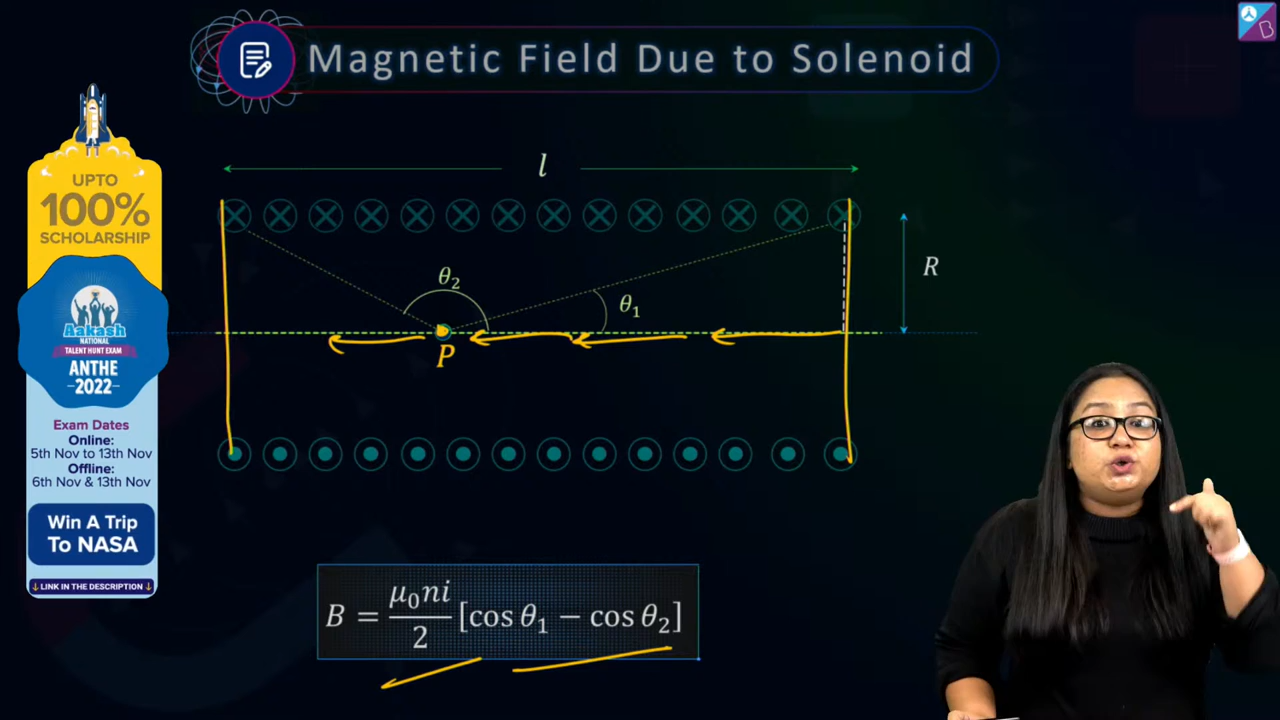 Magnetic Field Due to Solenoid
UPTO
100%
SCHOLARSHIP
Aakash
NATIONAL
TALENT HUNT EXAM
ANTHE
-2022-
Exam Dates
Online:
5th Nov to 13th Nov
Offline:
6th Nov & 13th Nov
Win A Trip
To NASA
↓ LINK IN THE DESCRIPTION ↓
l
R
θ₂
θ₁
P
B = μ₀ni/2 [cos θ₁ − cos θ₂]
B